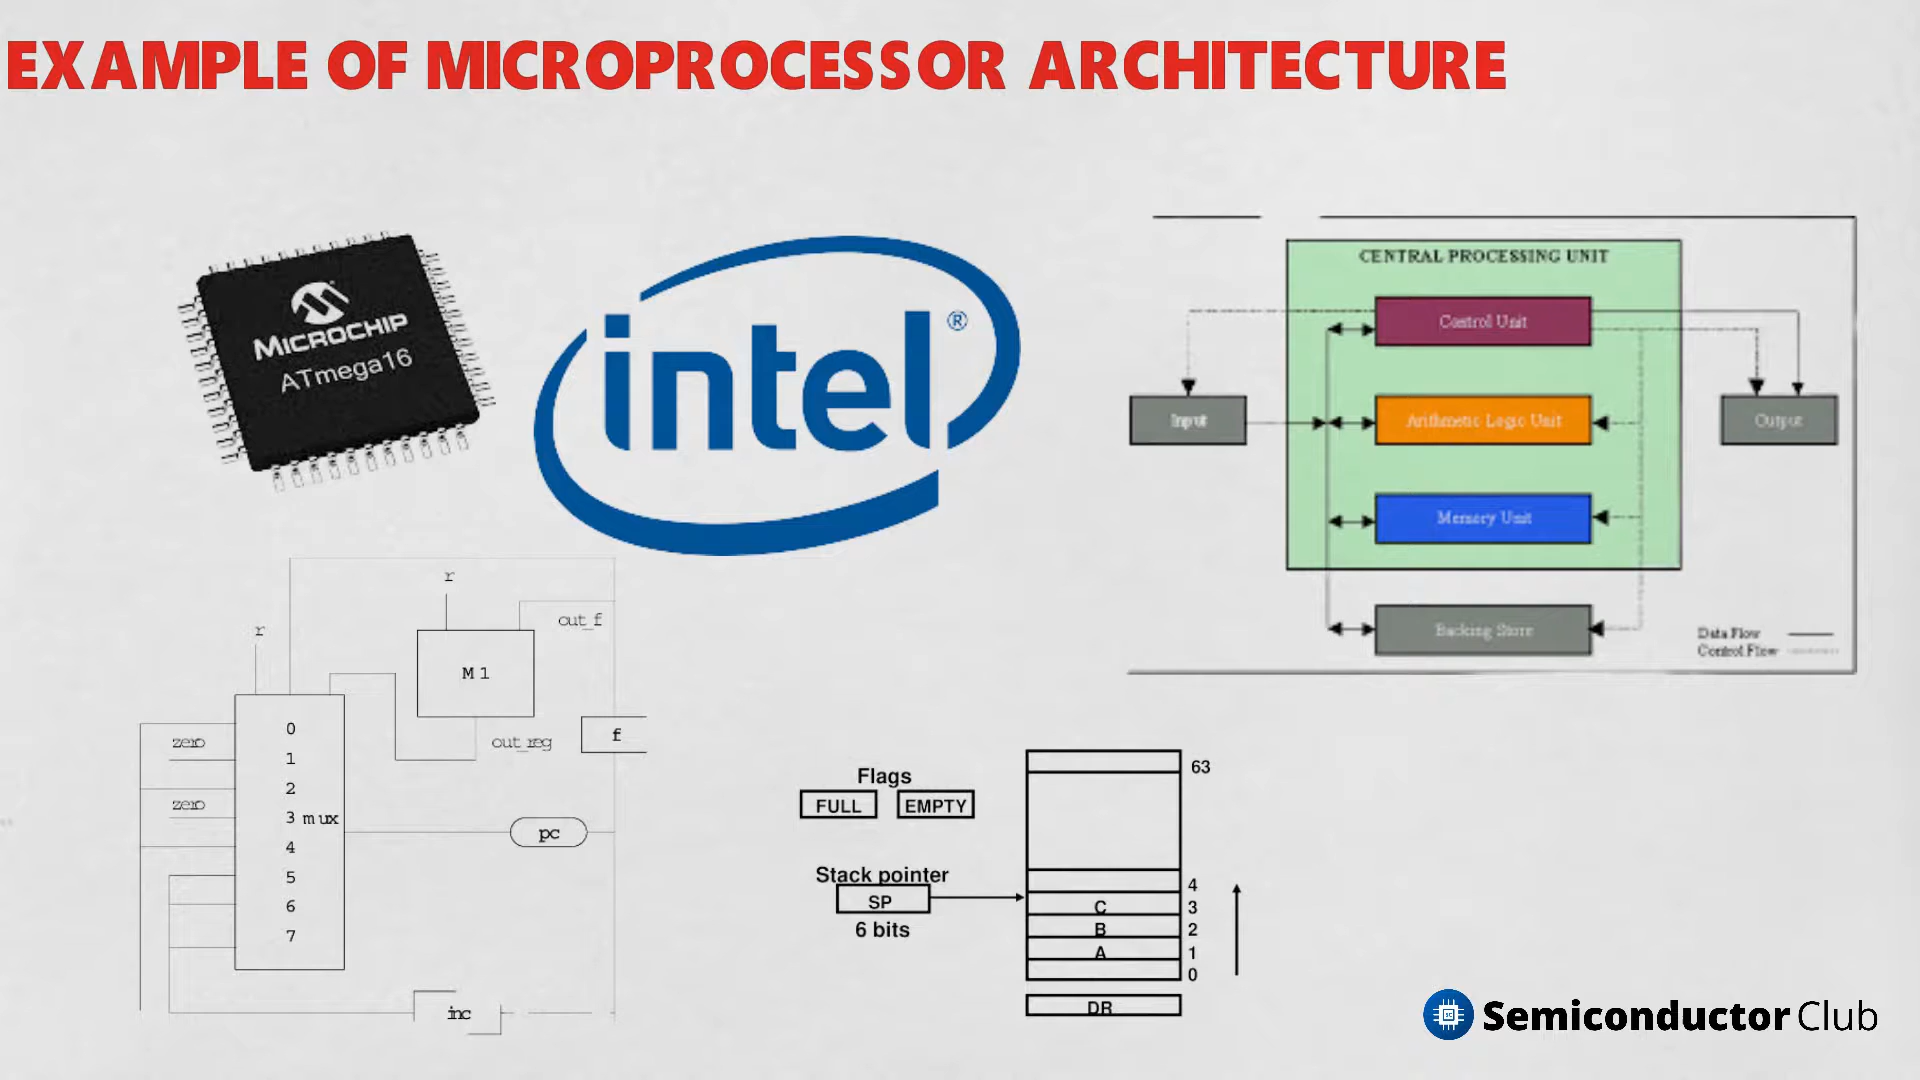 EXAMPLE OF MICROPROCESSOR ARCHITECTURE
MICROCHIP
ATmega16
intel®
CENTRAL PROCESSING UNIT
Control Unit
Input
Arithmetic Logic Unit
Output
Memory Unit
Backing Store
Data Flow
Control Flow
r
r
out_f
M1
out_reg
f
zero
zero
0
1
2
3 mux
4
5
6
7
pc
inc
Flags
FULL EMPTY
Stack pointer
SP
6 bits
63
4
C 3
B 2
A 1
0
DR
Semiconductor Club